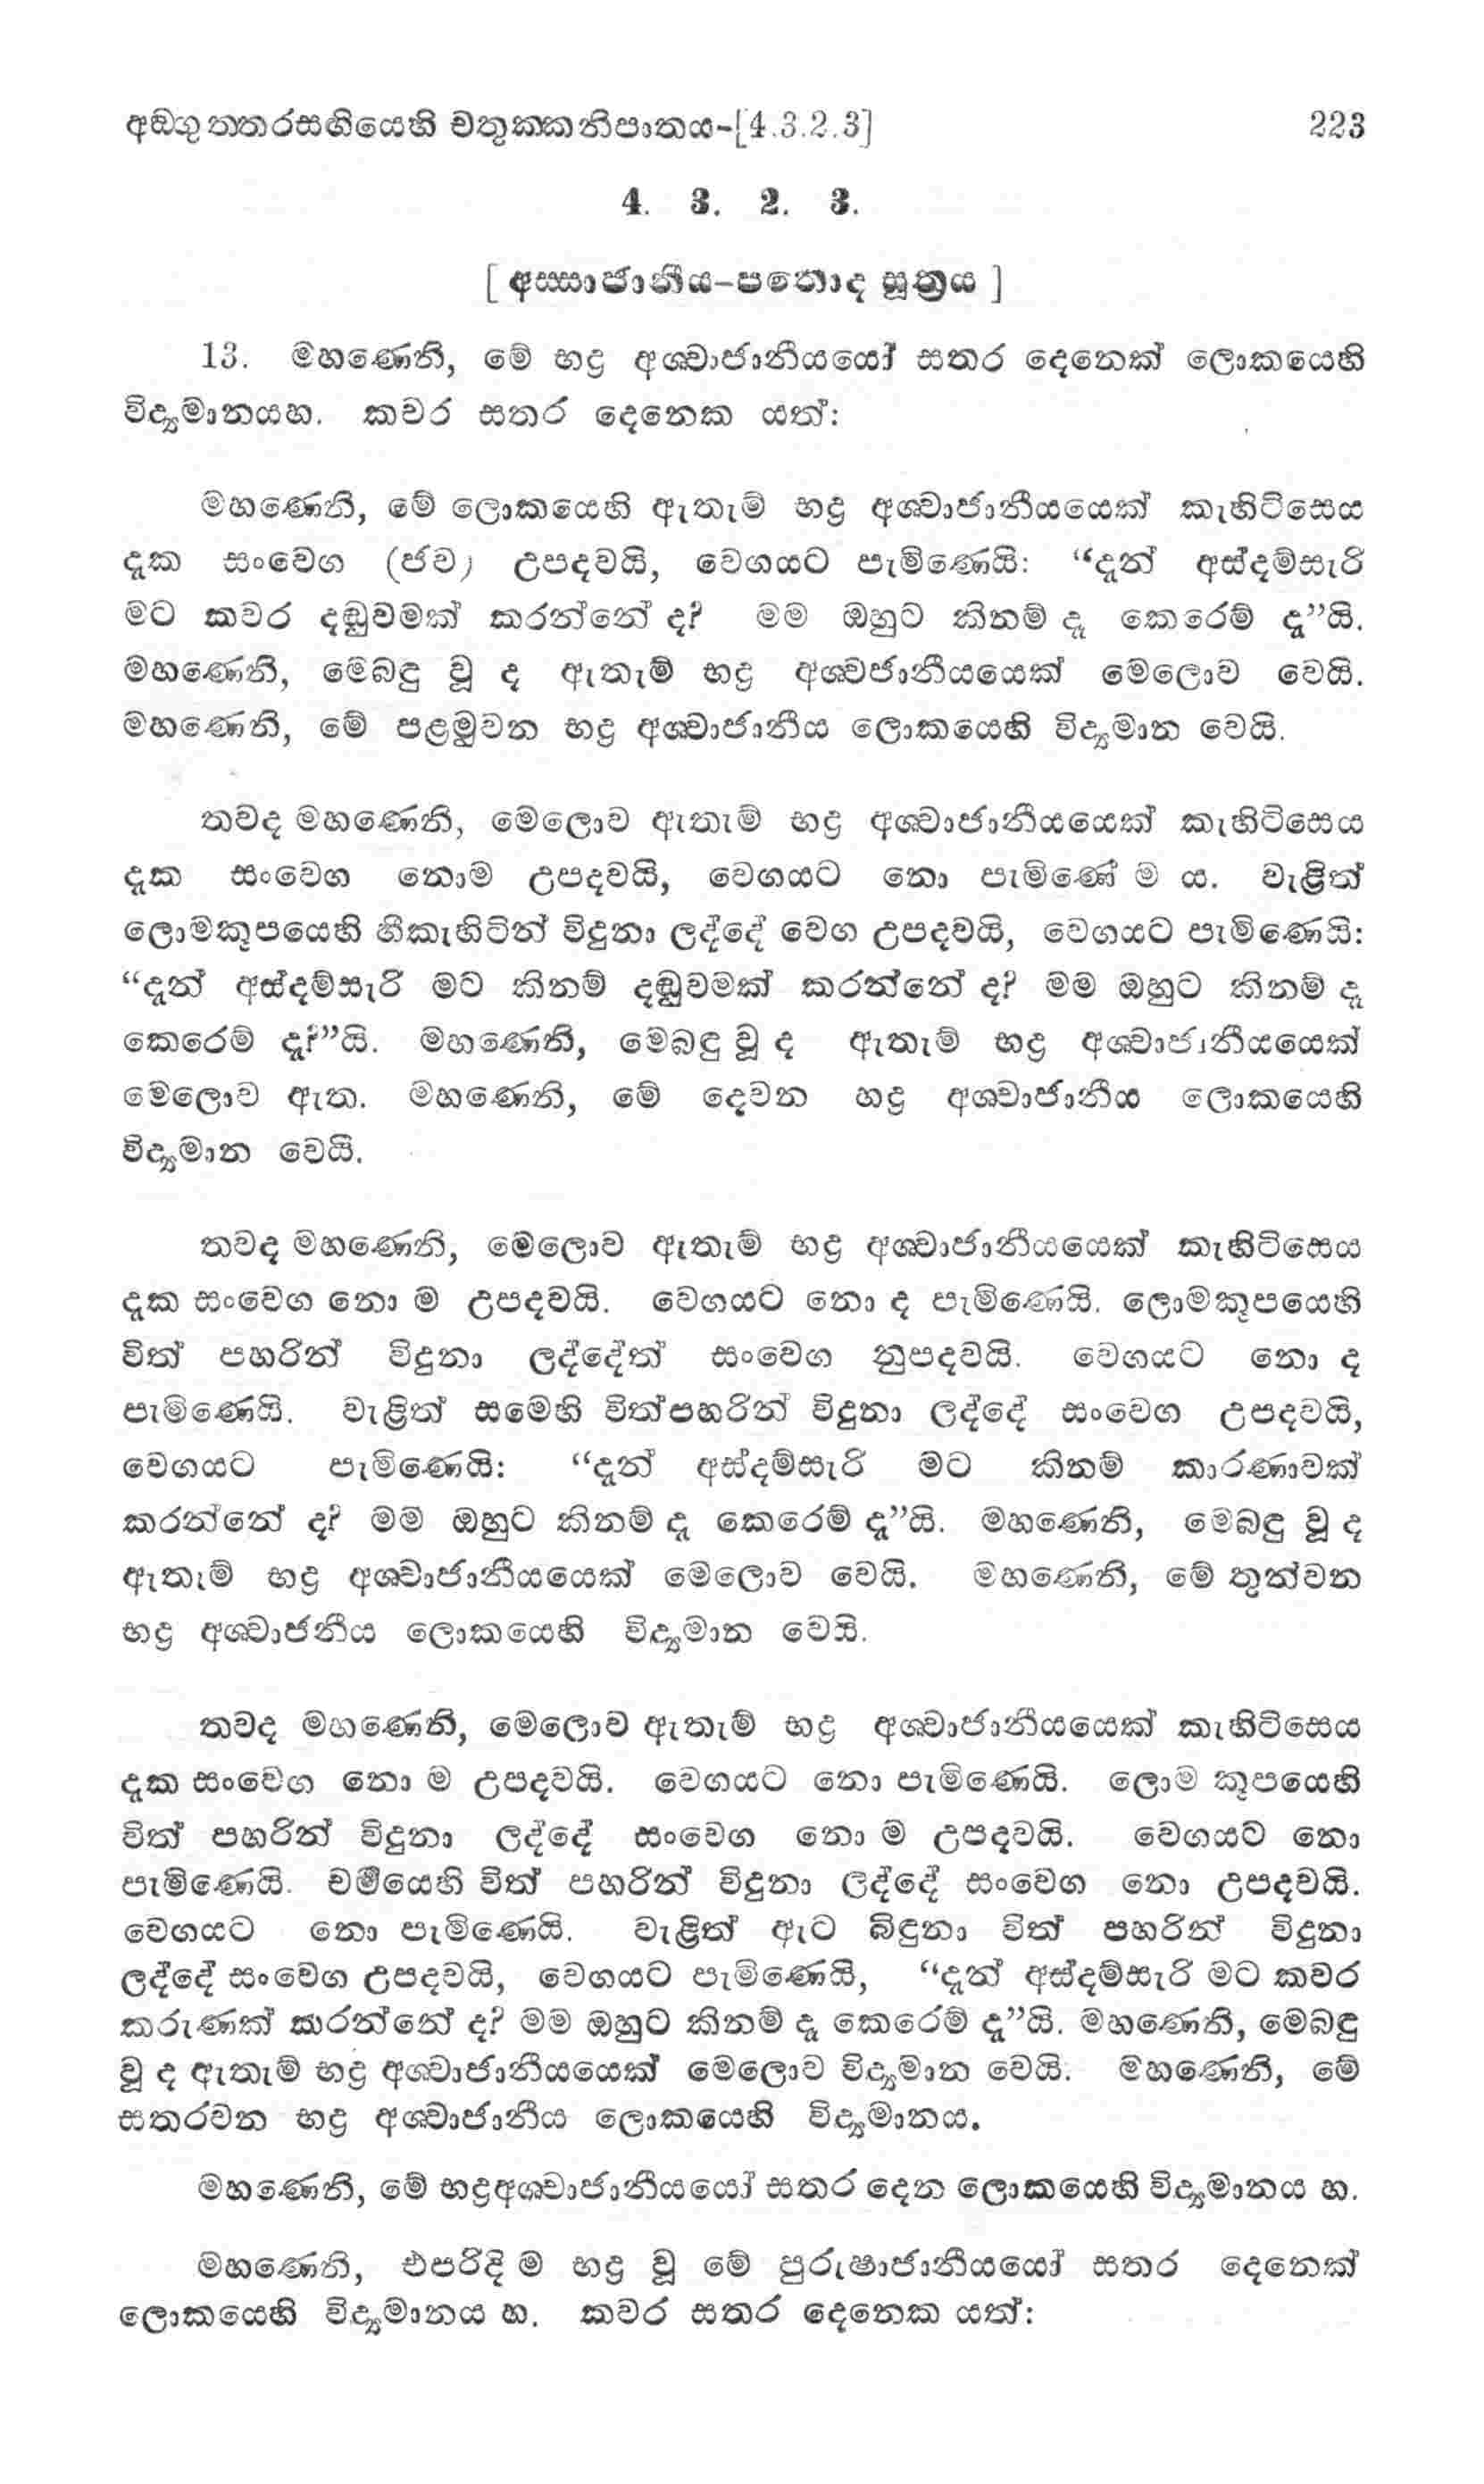 අඞ්ගුත්තරසඟියෙහි චතුක්කනිපාතය-[4.3.2.3] 223
4. 3. 2. 3.
[ අස්සාජානීය-පතොද සූත්‍රය ]
13. මහණෙනි, මේ භද්‍ර අශ්වාජානීයයෝ සතර දෙනෙක් ලොකයෙහි
විද්‍යමානයහ. කවර සතර දෙනෙක යත්:
මහණෙනි, මේ ලොකයෙහි ඇතැම් භද්‍ර අශ්වාජානීයයෙක් කැහිටිසෙය
දැක සංවෙග (ජව) උපදවයි, වෙගයට පැමිණෙයි: “දැන් අස්දම්සැරි
මට කවර දඬුවමක් කරන්නේ ද? මම ඔහුට කිනම් දෑ කෙරෙම් දැ”යි.
මහණෙනි, මෙබඳු වූ ද ඇතැම් භද්‍ර අශ්වජානීයයෙක් මෙලොව වෙයි.
මහණෙනි, මේ පළමුවන භද්‍ර අශ්වාජානීය ලොකයෙහි විද්‍යමාන වෙයි.
තවද මහණෙනි, මෙලොව ඇතැම් භද්‍ර අශ්වාජානීයයෙක් කැහිටිසෙය
දැක සංවෙග නොම උපදවයි, වෙගයට නො පැමිණේ ම ය. වැළිත්
ලොමකූපයෙහි හීකැහිටින් විදුනා ලද්දේ වෙග උපදවයි, වෙගයට පැමිණෙයි:
“දැන් අස්දම්සැරි මට කිනම් දඬුවමක් කරන්නේ ද? මම ඔහුට කිනම් දෑ
කෙරෙම් දැ?”යි. මහණෙනි, මෙබඳු වූ ද ඇතැම් භද්‍ර අශ්වාජානීයයෙක්
මෙලොව ඇත. මහණෙනි, මේ දෙවන භද්‍ර අශ්වාජානීය ලොකයෙහි
විද්‍යමාන වෙයි.
තවද මහණෙනි, මෙලොව ඇතැම් භද්‍ර අශ්වාජානීයයෙක් කැහිටිසෙය
දැක සංවෙග නො ම උපදවයි. වෙගයට නො ද පැමිණෙයි. ලොමකූපයෙහි
විත් පහරින් විදුනා ලද්දේත් සංවෙග නුපදවයි. වෙගයට නො ද
පැමිණෙයි. වැළිත් සමෙහි විත්පහරින් විදුනා ලද්දේ සංවෙග උපදවයි,
වෙගයට පැමිණෙයි: “දැන් අස්දම්සැරි මට කිනම් කාරණාවක්
කරන්නේ ද? මම ඔහුට කිනම් දෑ කෙරෙම් දැ”යි. මහණෙනි, මෙබඳු වූ ද
ඇතැම් භද්‍ර අශ්වාජානීයයෙක් මෙලොව වෙයි. මහණෙනි, මේ තුන්වන
භද්‍ර අශ්වාජනීය ලොකයෙහි විද්‍යමාන වෙයි.
තවද මහණෙනි, මෙලොව ඇතැම් භද්‍ර අශ්වාජානීයයෙක් කැහිටිසෙය
දැක සංවෙග නො ම උපදවයි. වෙගයට නො පැමිණෙයි. ලොම කූපයෙහි
විත් පහරින් විදුනා ලද්දේ සංවෙග නො ම උපදවයි. වෙගයට නො
පැමිණෙයි. චර්‍මයෙහි විත් පහරින් විදුනා ලද්දේ සංවෙග නො උපදවයි.
වෙගයට නො පැමිණෙයි. වැළිත් ඇට බිඳුනා විත් පහරින් විදුනා
ලද්දේ සංවෙග උපදවයි, වෙගයට පැමිණෙයි, “දැන් අස්දම්සැරි මට කවර
කරුණක් කරන්නේ ද? මම ඔහුට කිනම් දෑ කෙරෙම් දැ”යි. මහණෙනි, මෙබඳු
වූ ද ඇතැම් භද්‍ර අශ්වාජානීයයෙක් මෙලොව විද්‍යමාන වෙයි. මහණෙනි, මේ
සතරවන භද්‍ර අශ්වාජානීය ලොකයෙහි විද්‍යමානය.
මහණෙනි, මේ භද්‍රඅශ්වාජානීයයෝ සතර දෙන ලොකයෙහි විද්‍යමානය හ.
මහණෙනි, එපරිදි ම භද්‍ර වූ මේ පුරුෂාජානීයයෝ සතර දෙනෙක්
ලොකයෙහි විද්‍යමානය හ. කවර සතර දෙනෙක යත්: